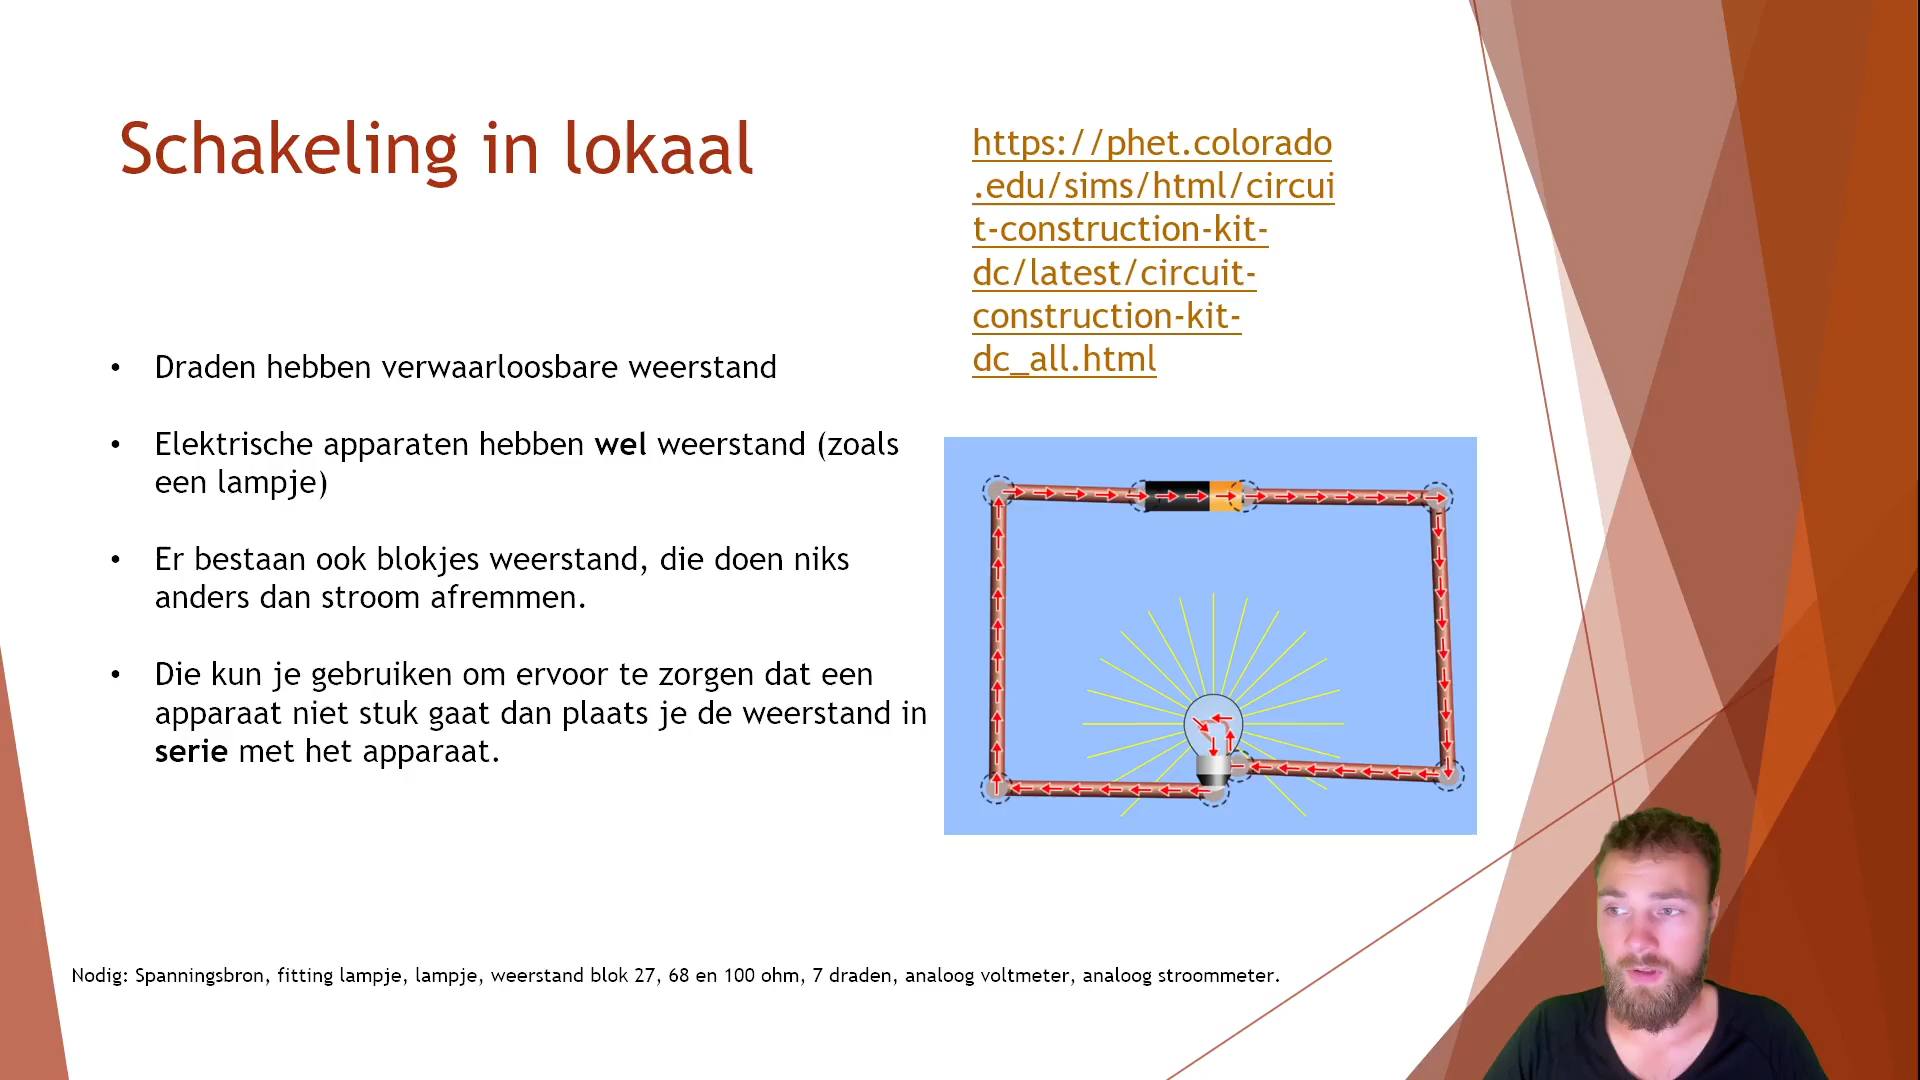 Schakeling in lokaal
https://phet.colorado
.edu/sims/html/circui
t-construction-kit-
dc/latest/circuit-
construction-kit-
dc_all.html
• Draden hebben verwaarloosbare weerstand
• Elektrische apparaten hebben wel weerstand (zoals
een lampje)
• Er bestaan ook blokjes weerstand, die doen niks
anders dan stroom afremmen.
• Die kun je gebruiken om ervoor te zorgen dat een
apparaat niet stuk gaat dan plaats je de weerstand in
serie met het apparaat.
Nodig: Spanningsbron, fitting lampje, lampje, weerstand blok 27, 68 en 100 ohm, 7 draden, analoog voltmeter, analoog stroommeter.